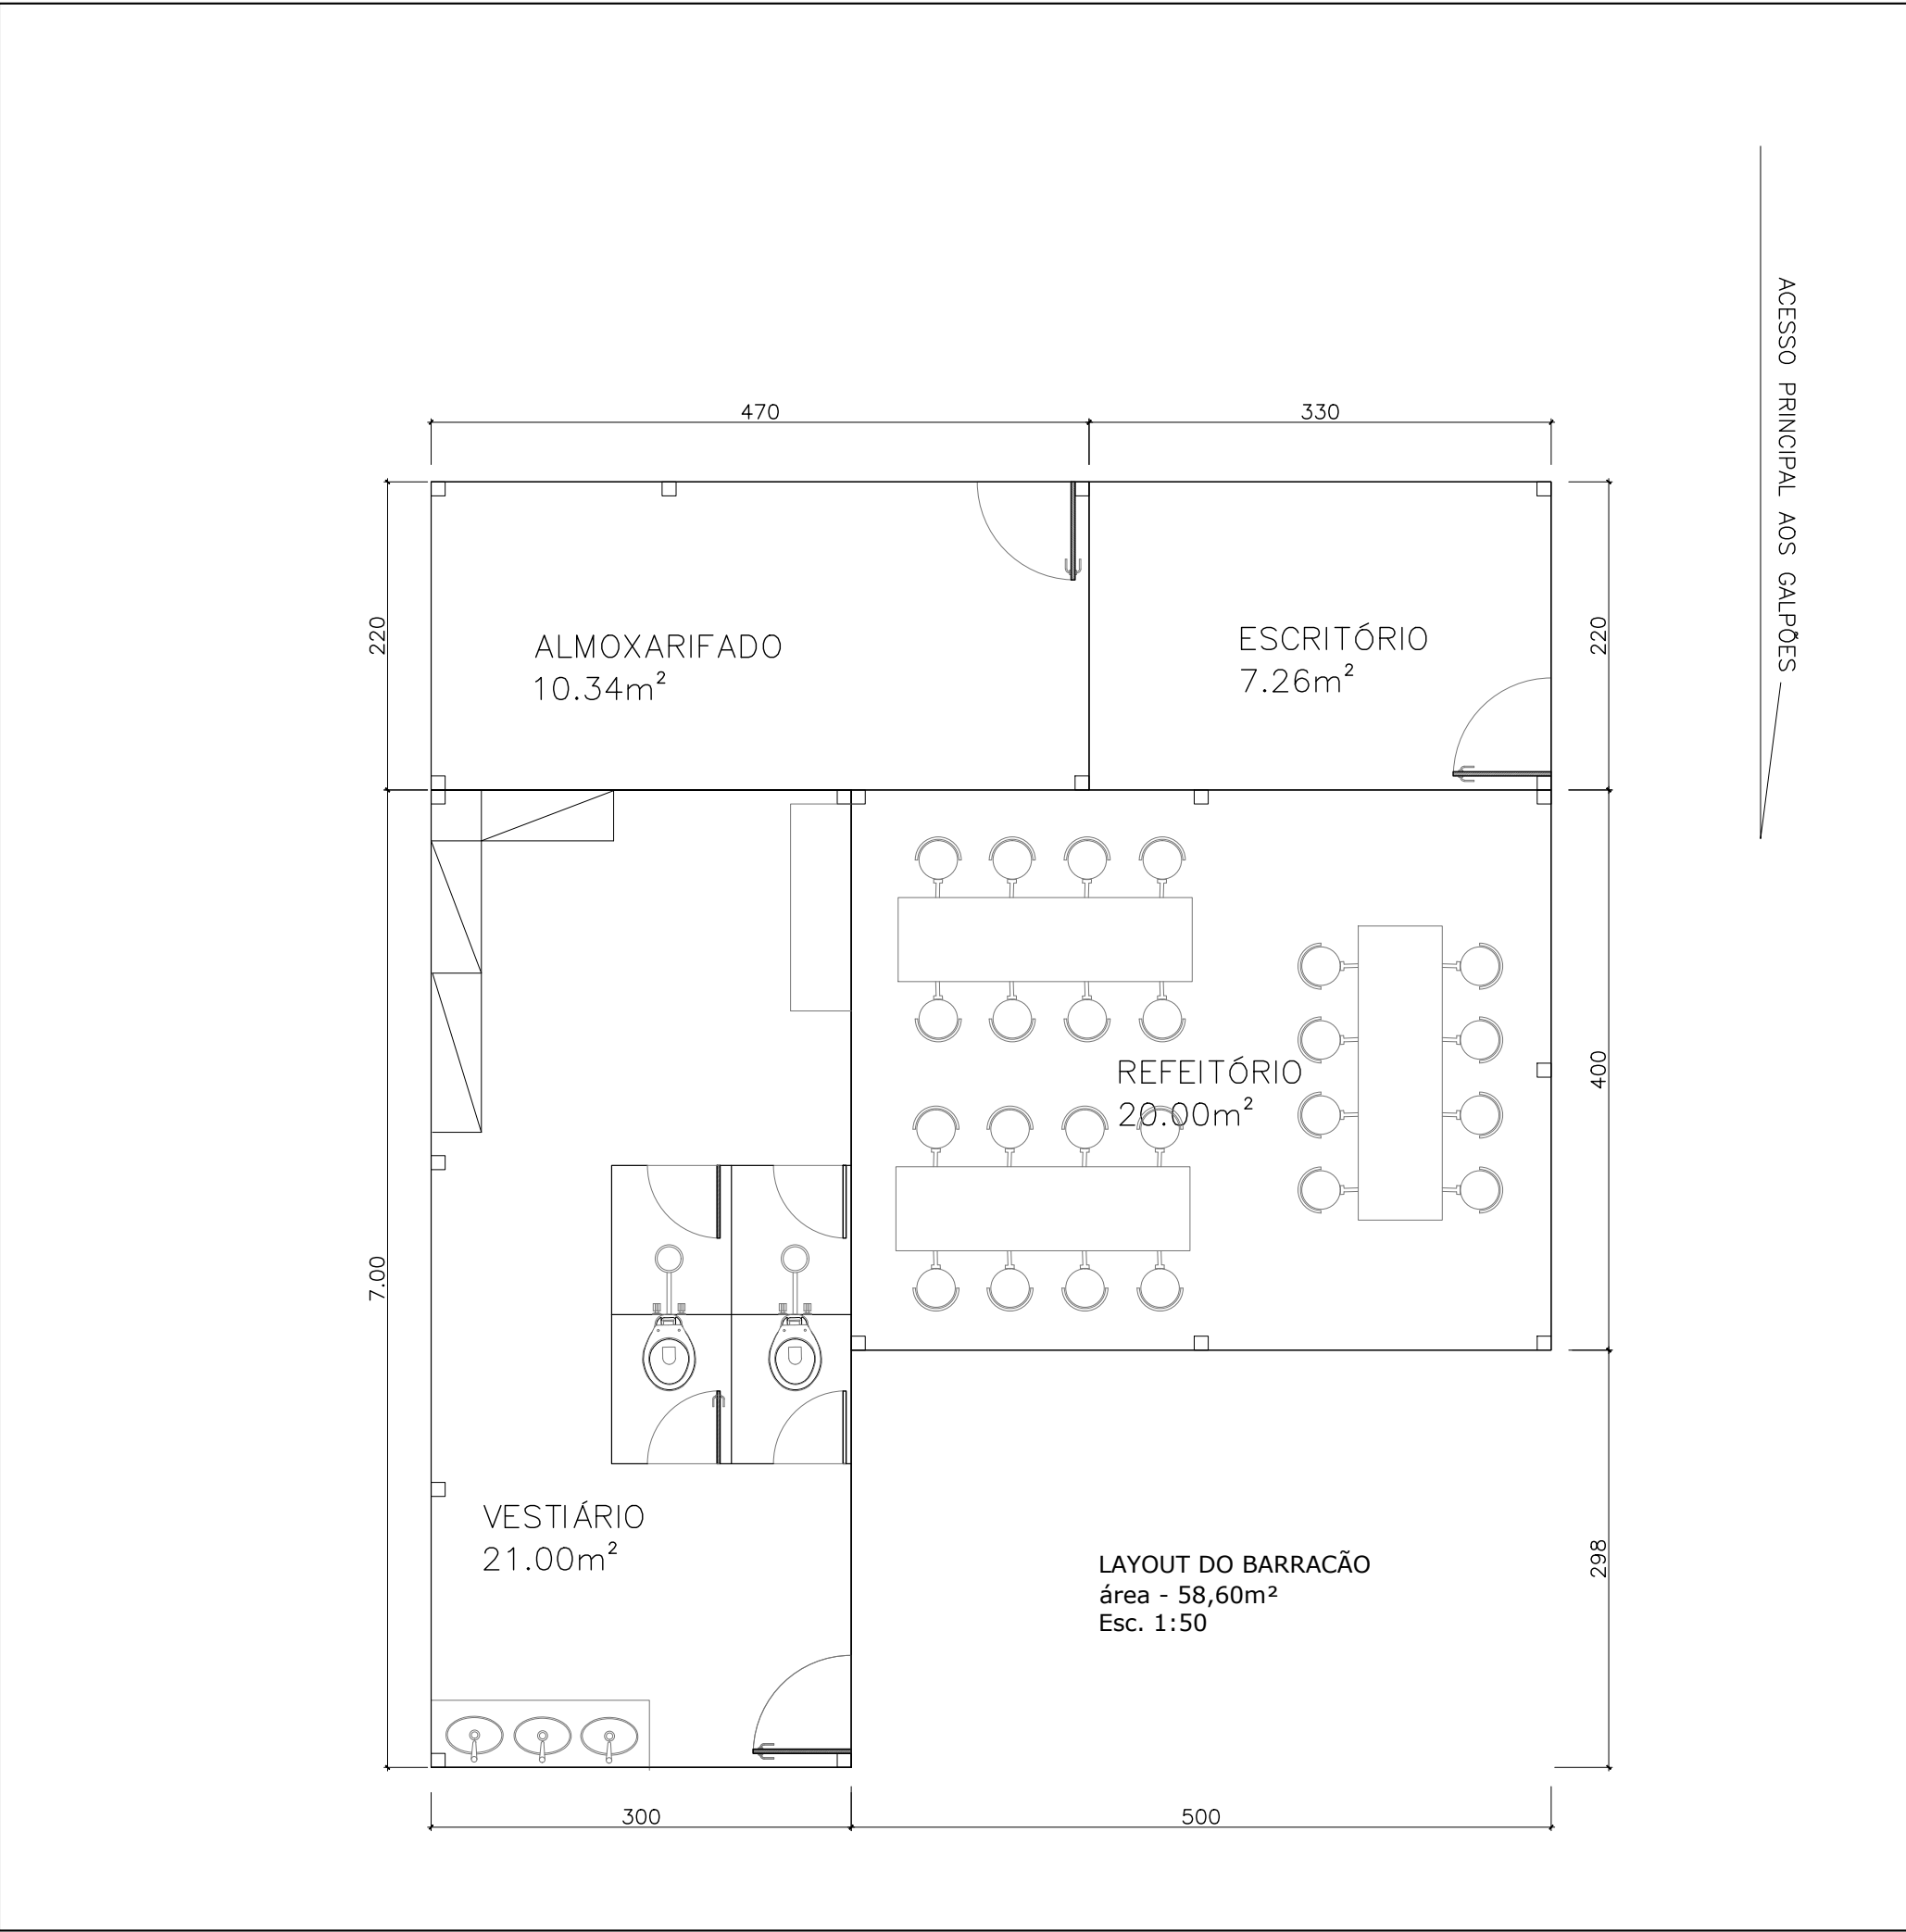 ACESSO PRINCIPAL AOS GALPÕES
470
330
220
220
ALMOXARIFADO
10.34m²
ESCRITÓRIO
7.26m²
REFEITÓRIO
20.00m²
400
7.00
VESTIÁRIO
21.00m²
LAYOUT DO BARRACÃO
área - 58,60m²
Esc. 1:50
298
300
500